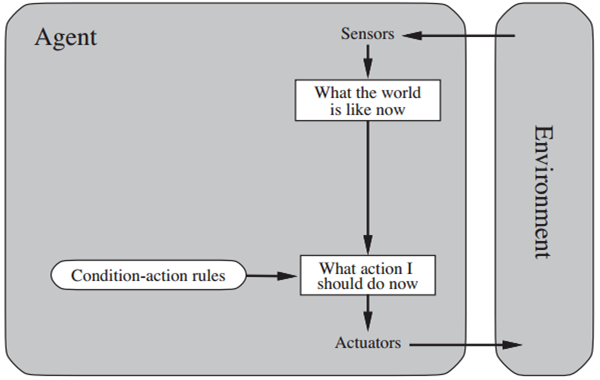 Agent
Sensors
What the world
is like now
Environment
Condition-action rules
What action I
should do now
Actuators